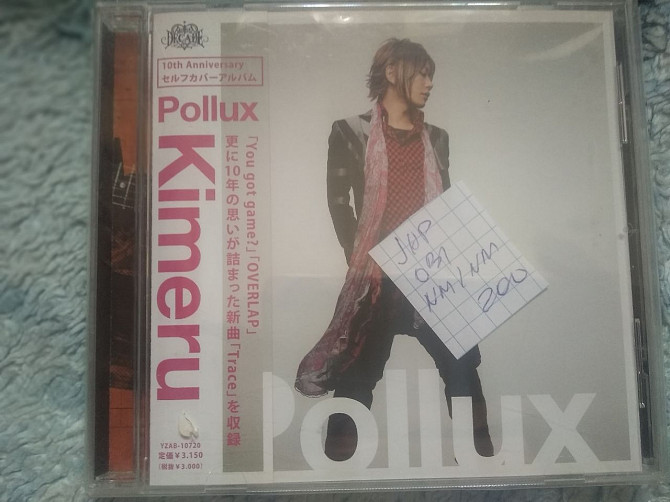 DECADE
10th Anniversary
セルフカバーアルバム
Pollux
Kimeru
「You got game?」「OVERLAP」
更に10年の思いが詰まった新曲「Trace」を収録
YZAB-10720
定価¥3,150
(税抜¥3,000)
JAP
OBI
NM/NM
200
Pollux